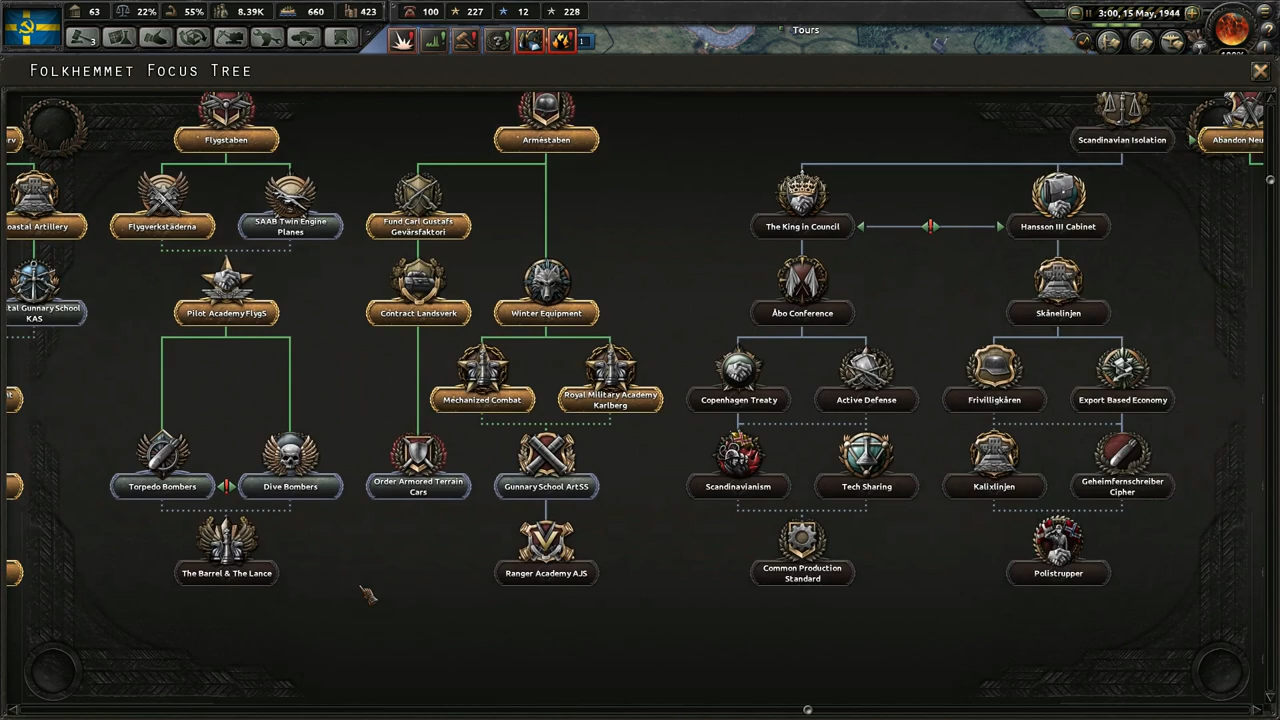 63
22%
55%
8.39K
660
423
100
227
12
228
3:00, 15 May, 1944
3
1
Tours
100%
FOLKHEMMET FOCUS TREE
Flygstaben
Arméstaben
Scandinavian Isolation
Abandon Neu
oastal Artillery
Flygverkstäderna
SAAB Twin Engine
Planes
Fund Carl Gustafs
Gevärsfaktori
The King in Council
Hansson III Cabinet
tal Gunnary School
KAS
Pilot Academy FlygS
Contract Landsverk
Winter Equipment
Åbo Conference
Skånelinjen
Mechanized Combat
Royal Military Academy
Karlberg
Copenhagen Treaty
Active Defense
Frivilligkåren
Export Based Economy
Torpedo Bombers
Dive Bombers
Order Armored Terrain
Cars
Gunnary School ArtSS
Scandinavianism
Tech Sharing
Kalixlinjen
Geheimfernschreiber
Cipher
The Barrel & The Lance
Ranger Academy AJS
Common Production
Standard
Polistrupper